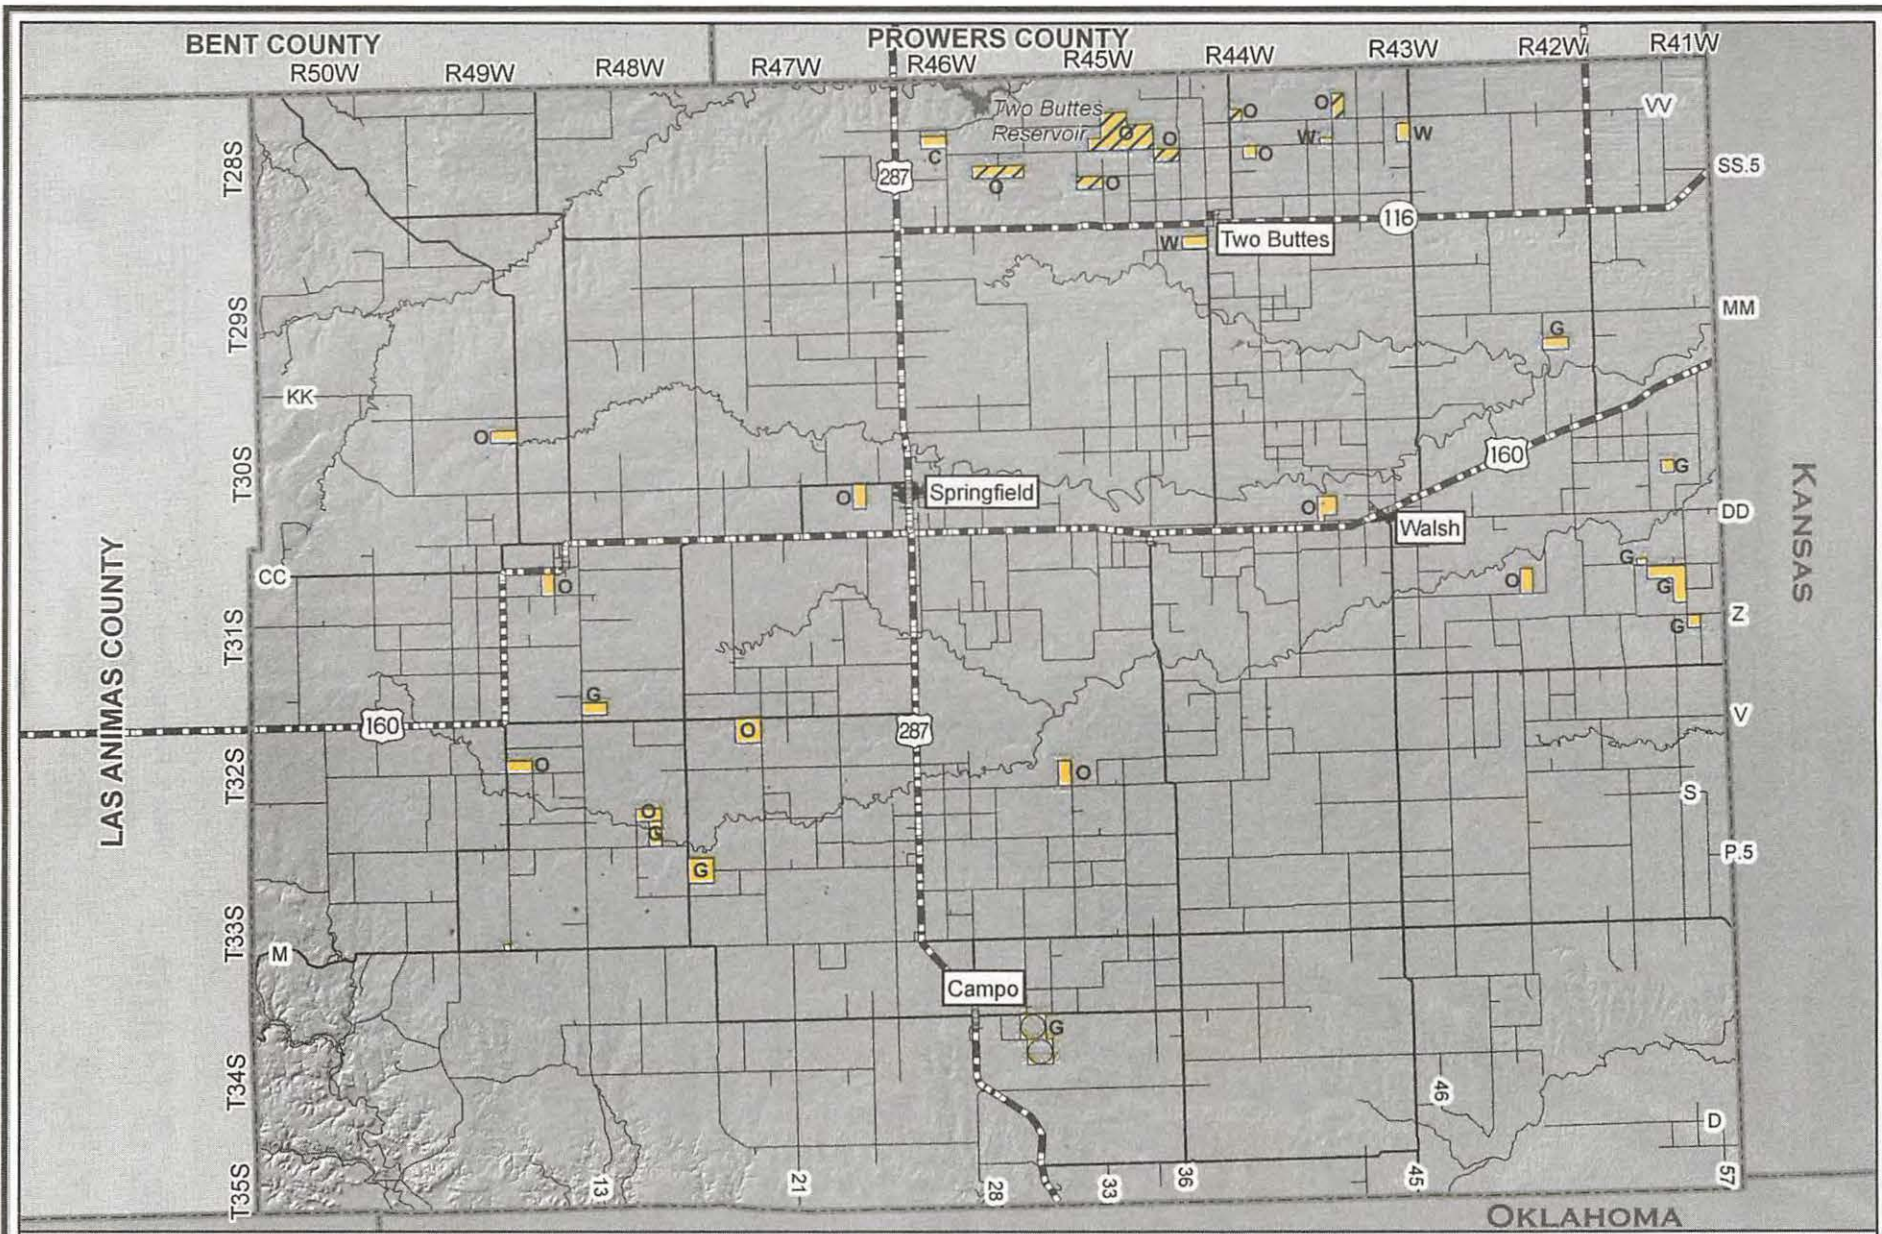 BENT COUNTY
PROWERS COUNTY
R50W
R49W
R48W
R47W
R46W
R45W
R44W
R43W
R42W
R41W
Two Buttes
Reservoir
O
O
O
O
VV
C
W
W
O
O
O
T28S
287
SS.5
116
W
Two Buttes
T29S
MM
G
KK
O
160
T30S
G
O
Springfield
O
DD
Walsh
KANSAS
CC
O
O
G
G
Z
G
T31S
LAS ANIMAS COUNTY
G
160
O
287
V
T32S
O
O
S
O
G
P.5
G
T33S
M
Campo
G
T34S
46
D
T35S
13
21
28
33
36
45
57
OKLAHOMA